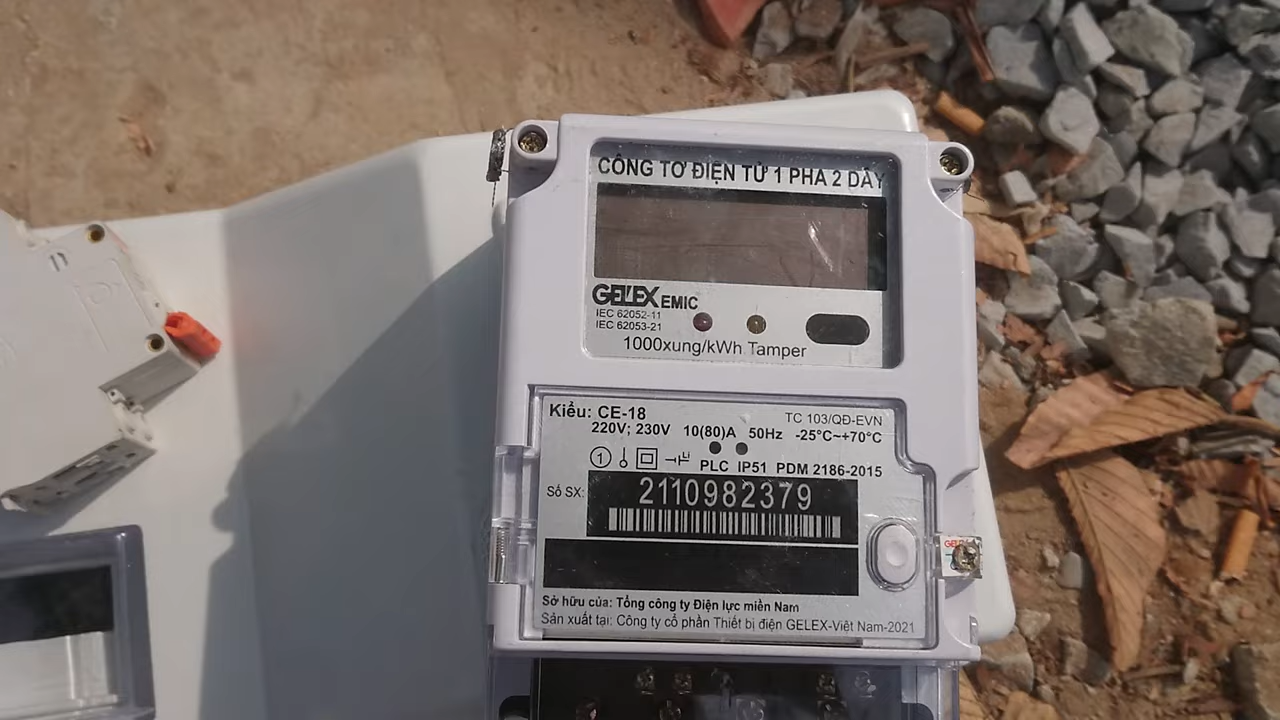 CÔNG TƠ ĐIỆN TỬ 1 PHA 2 DÂY
GELEX EMIC
IEC 62052-11
IEC 62053-21
1000xung/kWh Tamper
Kiểu: CE-18
TC 103/QĐ-EVN
220V; 230V 10(80)A 50Hz -25°C~+70°C
1
PLC IP51 PDM 2186-2015
Số SX: 2110982379
Sở hữu của: Tổng công ty Điện lực miền Nam
Sản xuất tại: Công ty cổ phần Thiết bị điện GELEX-Việt Nam-2021